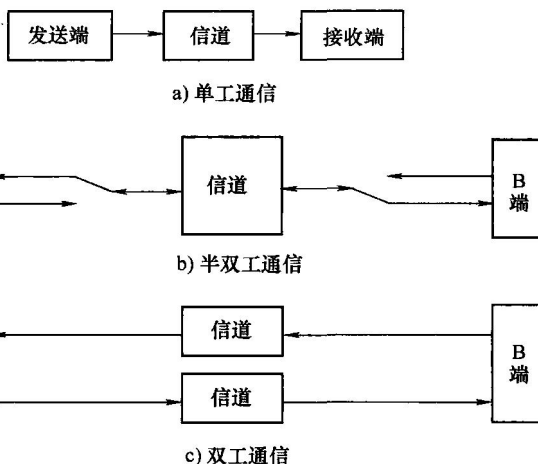 发送端 信道 接收端
a) 单工通信
信道
B
端
b) 半双工通信
信道
B
端
信道
c) 双工通信